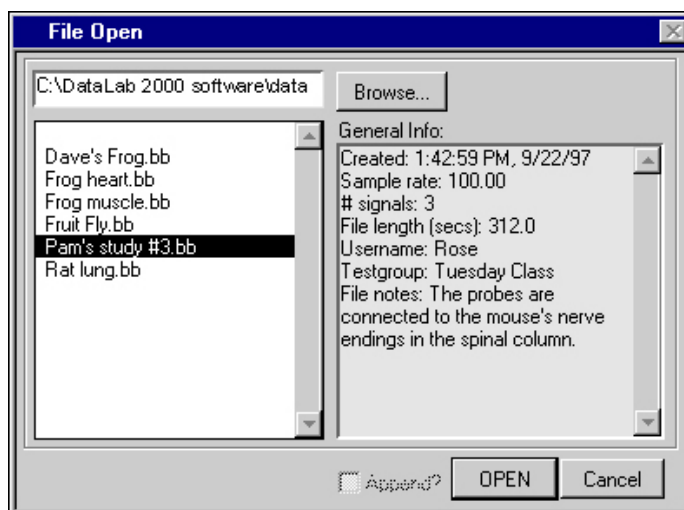 File Open
C:\DataLab 2000 software\data
Browse...
Dave's Frog.bb
Frog heart.bb
Frog muscle.bb
Fruit Fly.bb
Pam's study #3.bb
Rat lung.bb
General Info:
Created: 1:42:59 PM, 9/22/97
Sample rate: 100.00
# signals: 3
File length (secs): 312.0
Username: Rose
Testgroup: Tuesday Class
File notes: The probes are
connected to the mouse's nerve
endings in the spinal column.
Append?
OPEN
Cancel